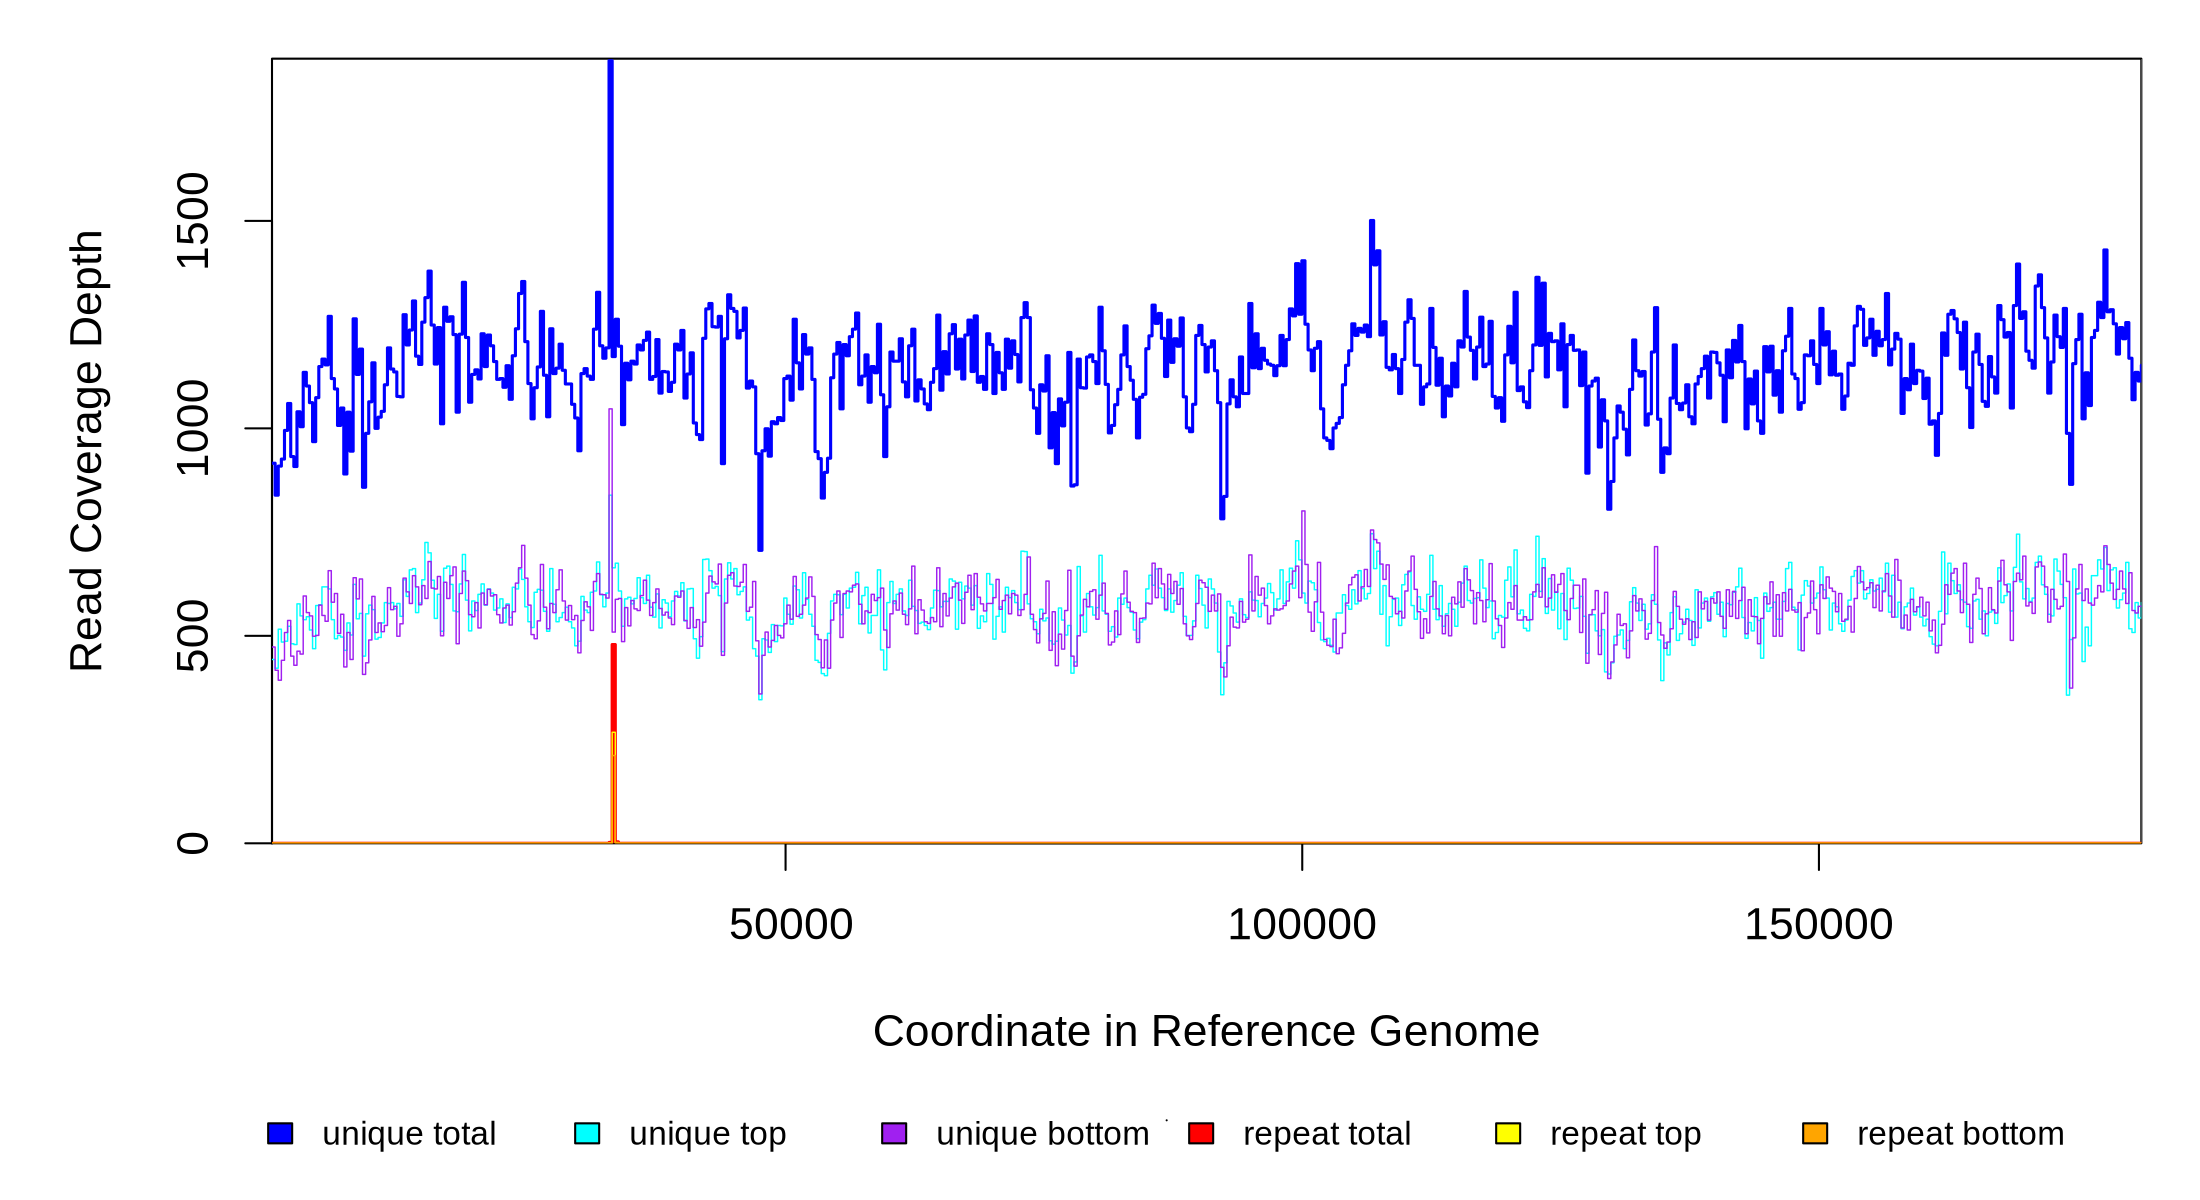 Read Coverage Depth
1500
1000
500
0
50000 100000 150000
Coordinate in Reference Genome
unique total unique top unique bottom repeat total repeat top repeat bottom